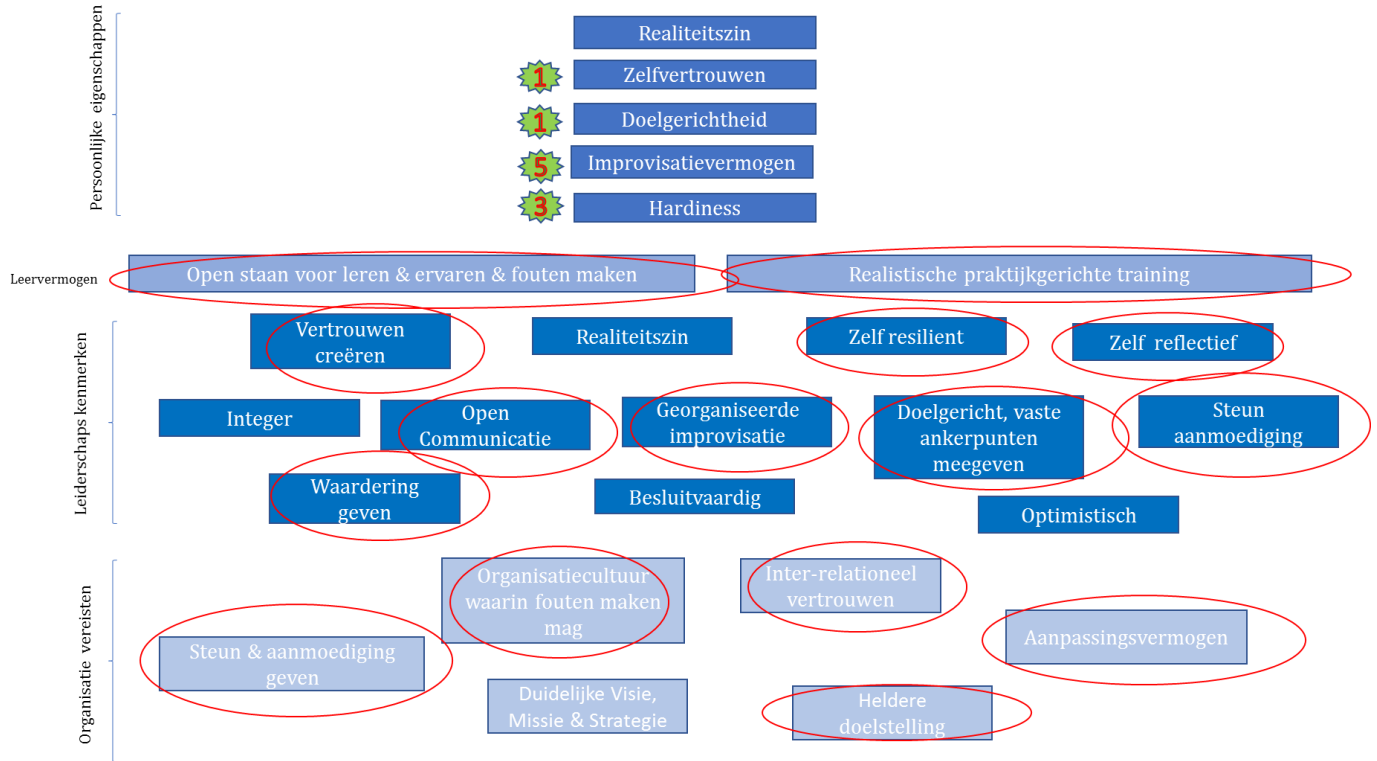 Persoonlijke eigenschappen
Realiteitszin
1
Zelfvertrouwen
1
Doelgerichtheid
5
Improvisatievermogen
3
Hardiness
Leervermogen
Open staan voor leren & ervaren & fouten maken
Realistische praktijkgerichte training
Leiderschaps kenmerken
Vertrouwen
creëren
Realiteitszin
Zelf resilient
Zelf reflectief
Integer
Open
Communicatie
Georganiseerde
improvisatie
Doelgericht, vaste
ankerpunten
meegeven
Steun
aanmoediging
Waardering
geven
Besluitvaardig
Optimistisch
Organisatie vereisten
Organisatiecultuur
waarin fouten maken
mag
Inter-relationeel
vertrouwen
Steun & aanmoediging
geven
Aanpassingsvermogen
Duidelijke Visie,
Missie & Strategie
Heldere
doelstelling